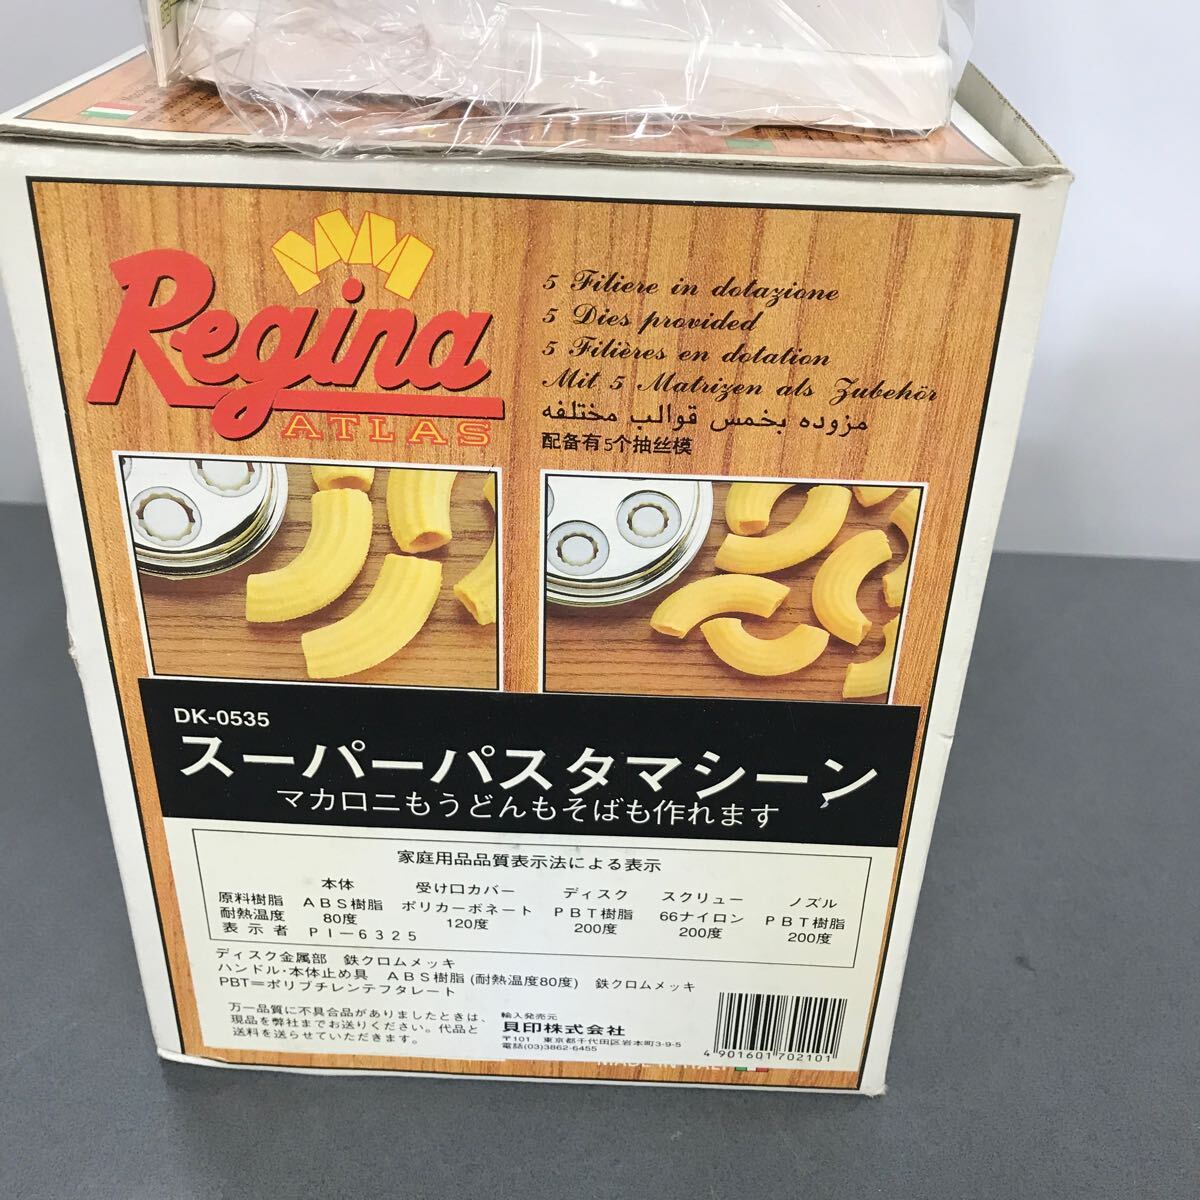 Regina
ATLAS
5 Filiere in dotazione
5 Dies provided
5 Filières en dotation
Mit 5 Matrizen als Zubehör
مزوده بخمس قوالب مختلفه
配备有5个抽丝模
DK-0535
スーパーパスタマシーン
マカロニもうどんもそばも作れます
家庭用品品質表示法による表示
本体 受け口カバー ディスク スクリュー ノズル
原料樹脂 ABS樹脂 ポリカーボネート PBT樹脂 66ナイロン PBT樹脂
耐熱温度 80度 120度 200度 200度 200度
表示者 PI-6325
ディスク金属部 鉄クロムメッキ
ハンドル・本体止め具 ABS樹脂(耐熱温度80度) 鉄クロムメッキ
PBT=ポリブチレンテフタレート
万一品質に不具合品がありましたときは、
現品を弊社までお送りください。代品と
送料を送らせていただきます。
輸入発売元
貝印株式会社
〒101 東京都千代田区岩本町3-9-5
電話(03)3862-6455
4 901601 702101